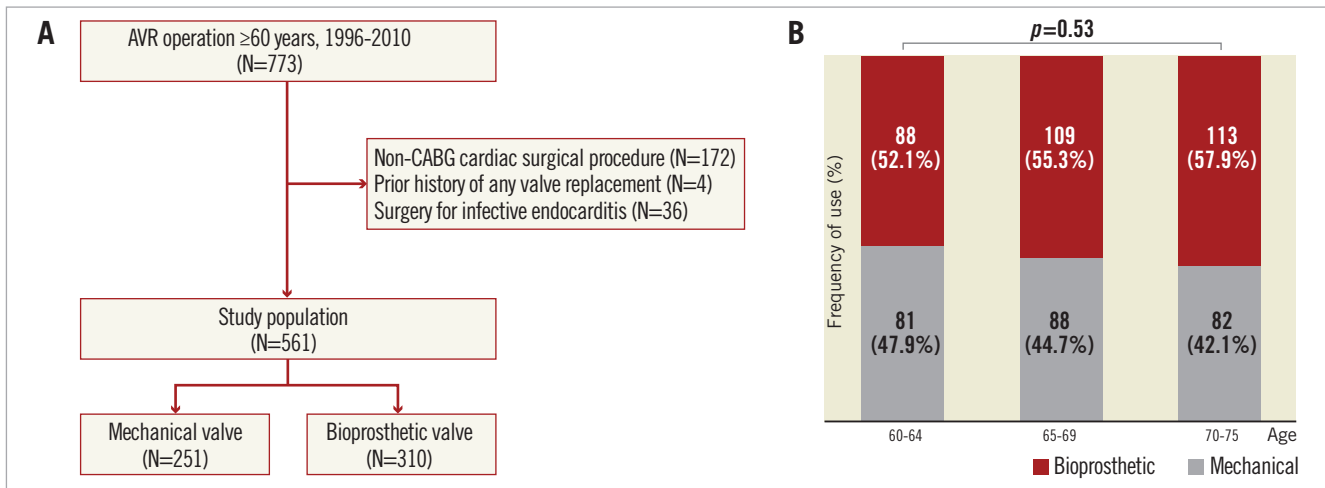 A
AVR operation ≥60 years, 1996-2010
(N=773)
Non-CABG cardiac surgical procedure (N=172)
Prior history of any valve replacement (N=4)
Surgery for infective endocarditis (N=36)
Study population
(N=561)
Mechanical valve
(N=251)
Bioprosthetic valve
(N=310)
B
p=0.53
Frequency of use (%)
88
(52.1%)
109
(55.3%)
113
(57.9%)
81
(47.9%)
88
(44.7%)
82
(42.1%)
60-64 65-69 70-75 Age
Bioprosthetic Mechanical